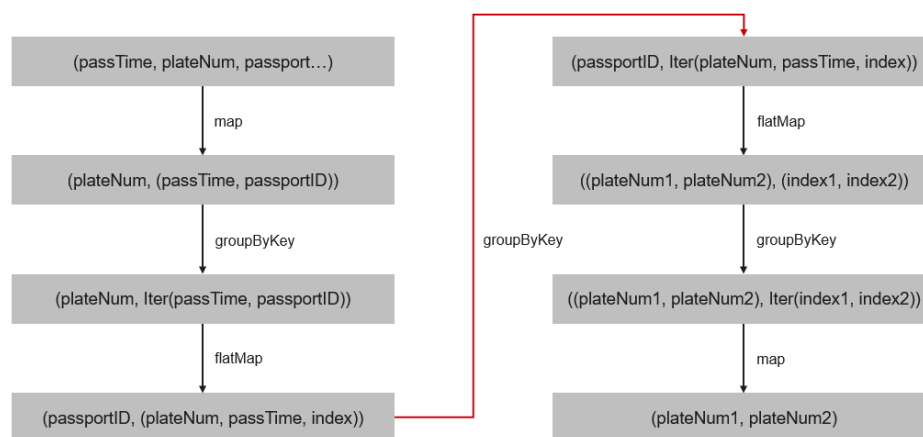 (passTime, plateNum, passport…)
map
(plateNum, (passTime, passportID))
groupByKey
(plateNum, Iter(passTime, passportID))
flatMap
(passportID, (plateNum, passTime, index))
groupByKey
(passportID, Iter(plateNum, passTime, index))
flatMap
((plateNum1, plateNum2), (index1, index2))
groupByKey
((plateNum1, plateNum2), Iter(index1, index2))
map
(plateNum1, plateNum2)